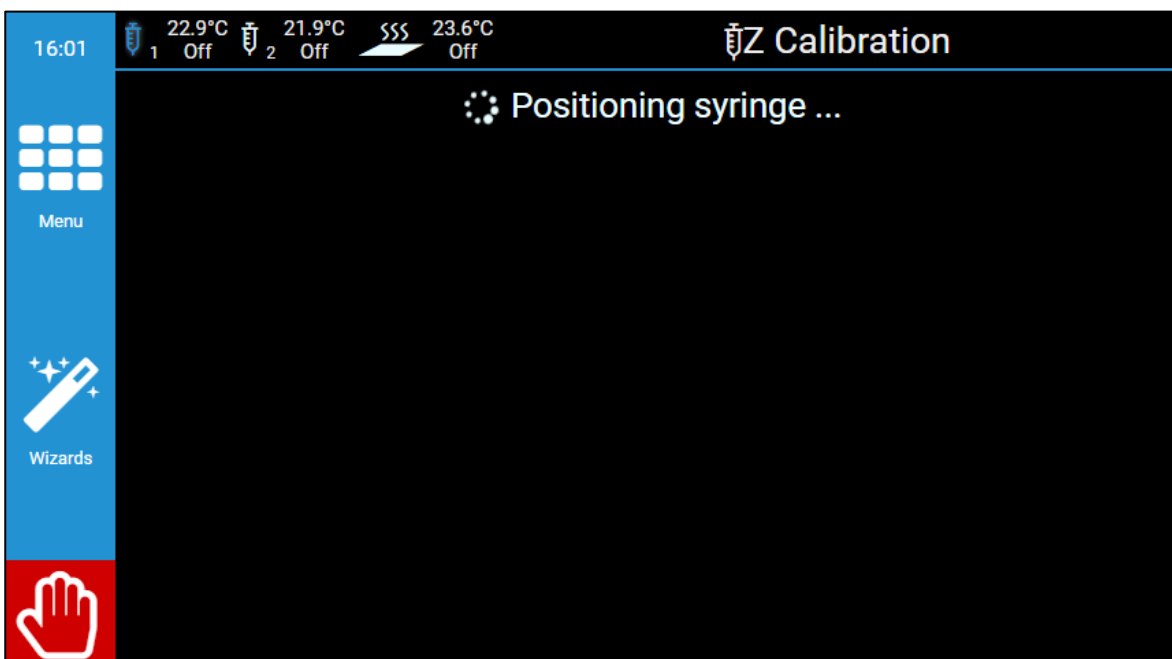 16:01
1 22.9°C Off
2 21.9°C Off
23.6°C Off
Z Calibration
Positioning syringe ...
Menu
Wizards